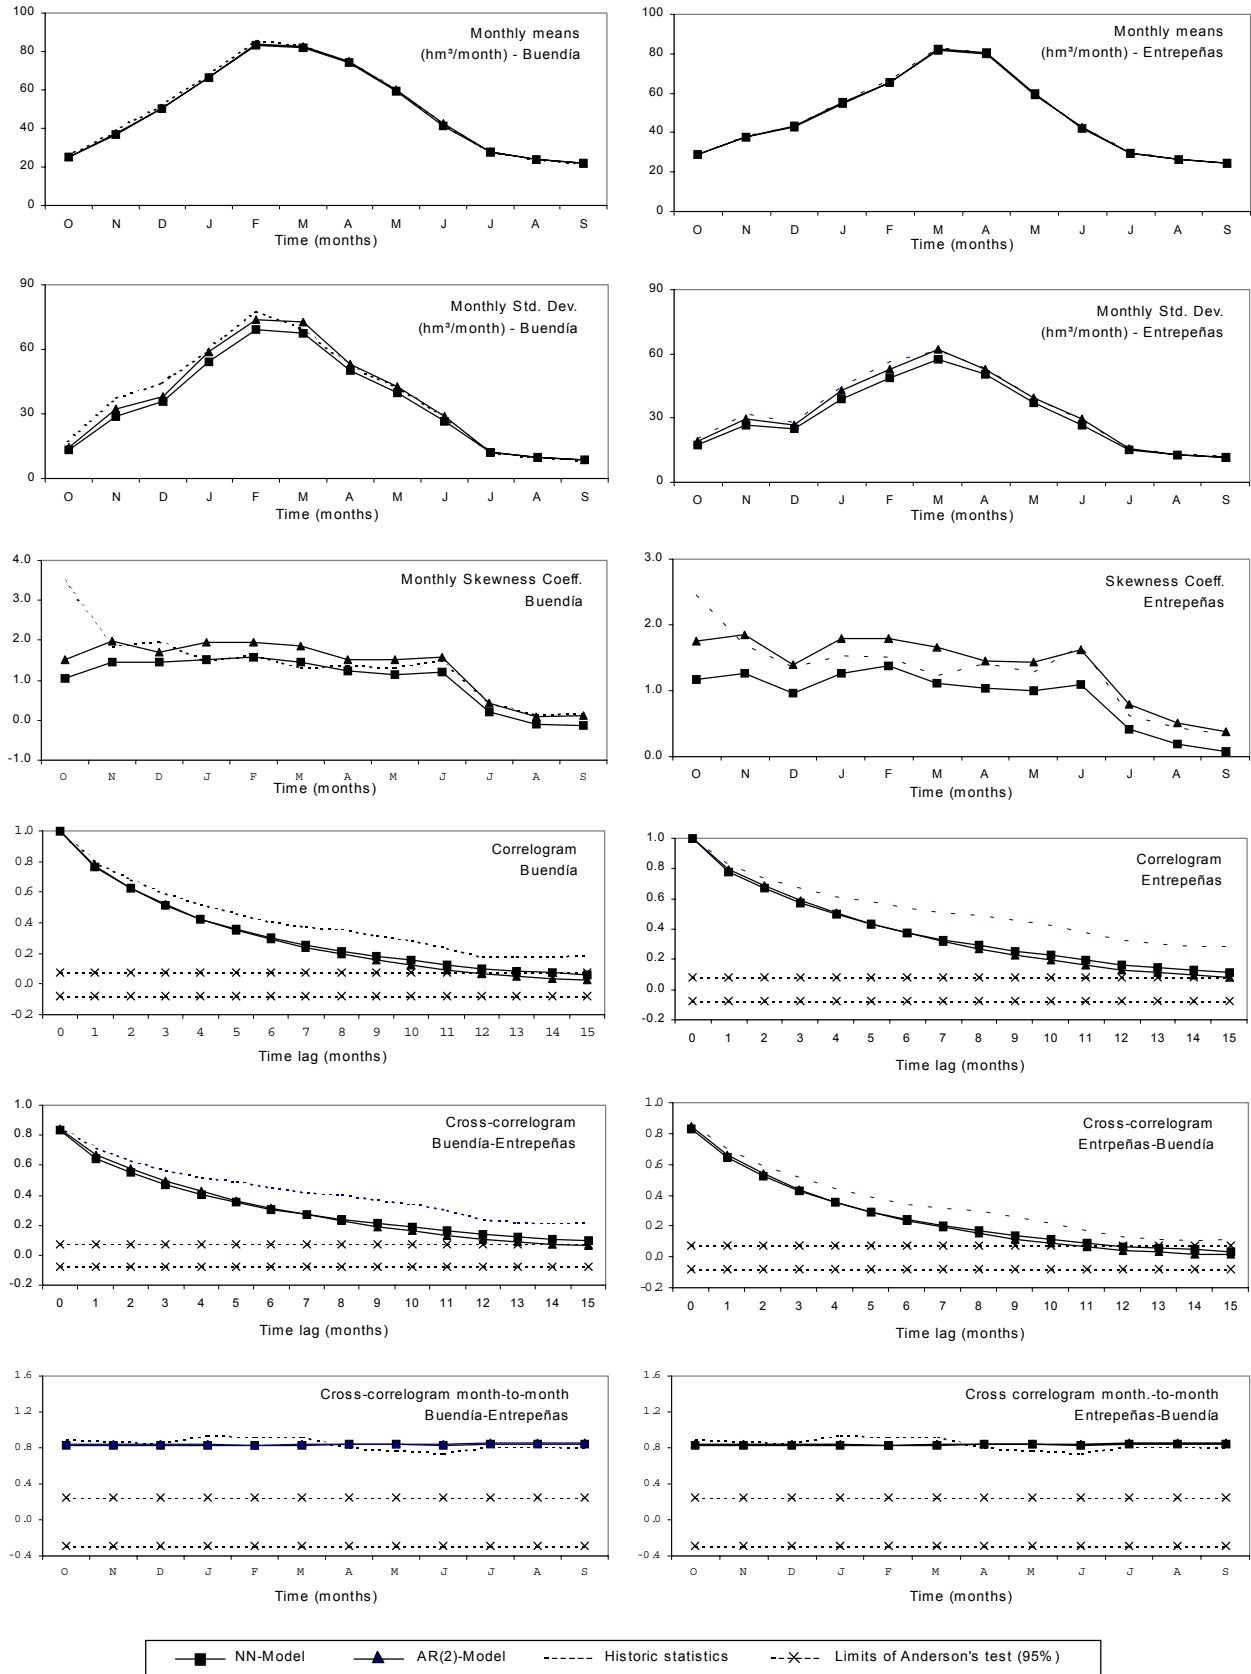 Monthly means
(hm³/month) - Buendía
100
80
60
40
20
0
O N D J F M A M J J A S
Time (months)
Monthly means
(hm³/month) - Entrepeñas
100
80
60
40
20
0
O N D J F M A M J J A S
Time (months)
Monthly Std. Dev.
(hm³/month) - Buendía
90
60
30
0
O N D J F M A M J J A S
Time (months)
Monthly Std. Dev.
(hm³/month) - Entrepeñas
90
60
30
0
O N D J F M A M J J A S
Time (months)
Monthly Skewness Coeff.
Buendía
4.0
3.0
2.0
1.0
0.0
-1.0
O N D J F M A M J J A S
Time (months)
Skewness Coeff.
Entrepeñas
3.0
2.0
1.0
0.0
O N D J F M A M J J A S
Time (months)
Correlogram
Buendía
1.0
0.8
0.6
0.4
0.2
0.0
-0.2
0 1 2 3 4 5 6 7 8 9 10 11 12 13 14 15
Time lag (months)
Correlogram
Entrepeñas
1.0
0.8
0.6
0.4
0.2
0.0
-0.2
0 1 2 3 4 5 6 7 8 9 10 11 12 13 14 15
Time lag (months)
Cross-correlogram
Buendía-Entrepeñas
1.0
0.8
0.6
0.4
0.2
0.0
-0.2
0 1 2 3 4 5 6 7 8 9 10 11 12 13 14 15
Time lag (months)
Cross-correlogram
Entrpeñas-Buendía
1.0
0.8
0.6
0.4
0.2
0.0
-0.2
0 1 2 3 4 5 6 7 8 9 10 11 12 13 14 15
Time lag (months)
Cross-correlogram month-to-month
Buendía-Entrepeñas
1.6
1.2
0.8
0.4
0.0
-0.4
O N D J F M A M J J A S
Time (months)
Cross correlogram month.-to-month
Entrepeñas-Buendía
1.6
1.2
0.8
0.4
0.0
-0.4
O N D J F M A M J J A S
Time (months)
NN-Model AR(2)-Model Historic statistics Limits of Anderson's test (95%)